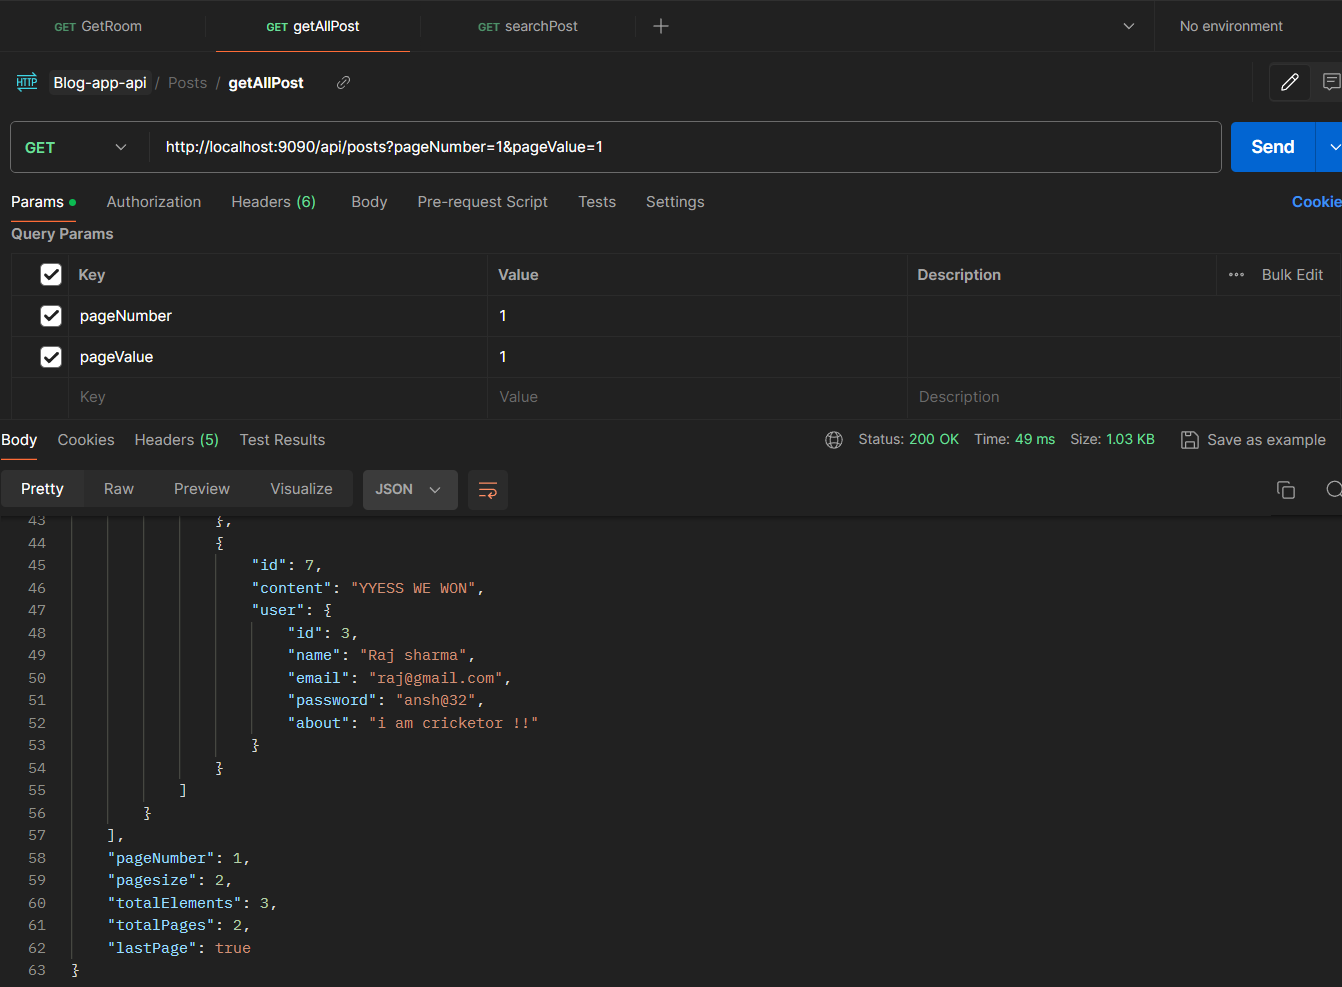 GET GetRoom GET getAllPost GET searchPost + No environment
HTTP Blog-app-api / Posts / getAllPost
GET http://localhost:9090/api/posts?pageNumber=1&pageValue=1 Send
Params Authorization Headers (6) Body Pre-request Script Tests Settings Cookie
Query Params
Key Value Description ••• Bulk Edit
pageNumber 1
pageValue 1
Key Value Description
Body Cookies Headers (5) Test Results Status: 200 OK Time: 49 ms Size: 1.03 KB Save as example
Pretty Raw Preview Visualize JSON
43 },
44 {
45 "id": 7,
46 "content": "YYESS WE WON",
47 "user": {
48 "id": 3,
49 "name": "Raj sharma",
50 "email": "raj@gmail.com",
51 "password": "ansh@32",
52 "about": "i am cricketor !!"
53 }
54 }
55 ]
56 }
57 ],
58 "pageNumber": 1,
59 "pagesize": 2,
60 "totalElements": 3,
61 "totalPages": 2,
62 "lastPage": true
63 }